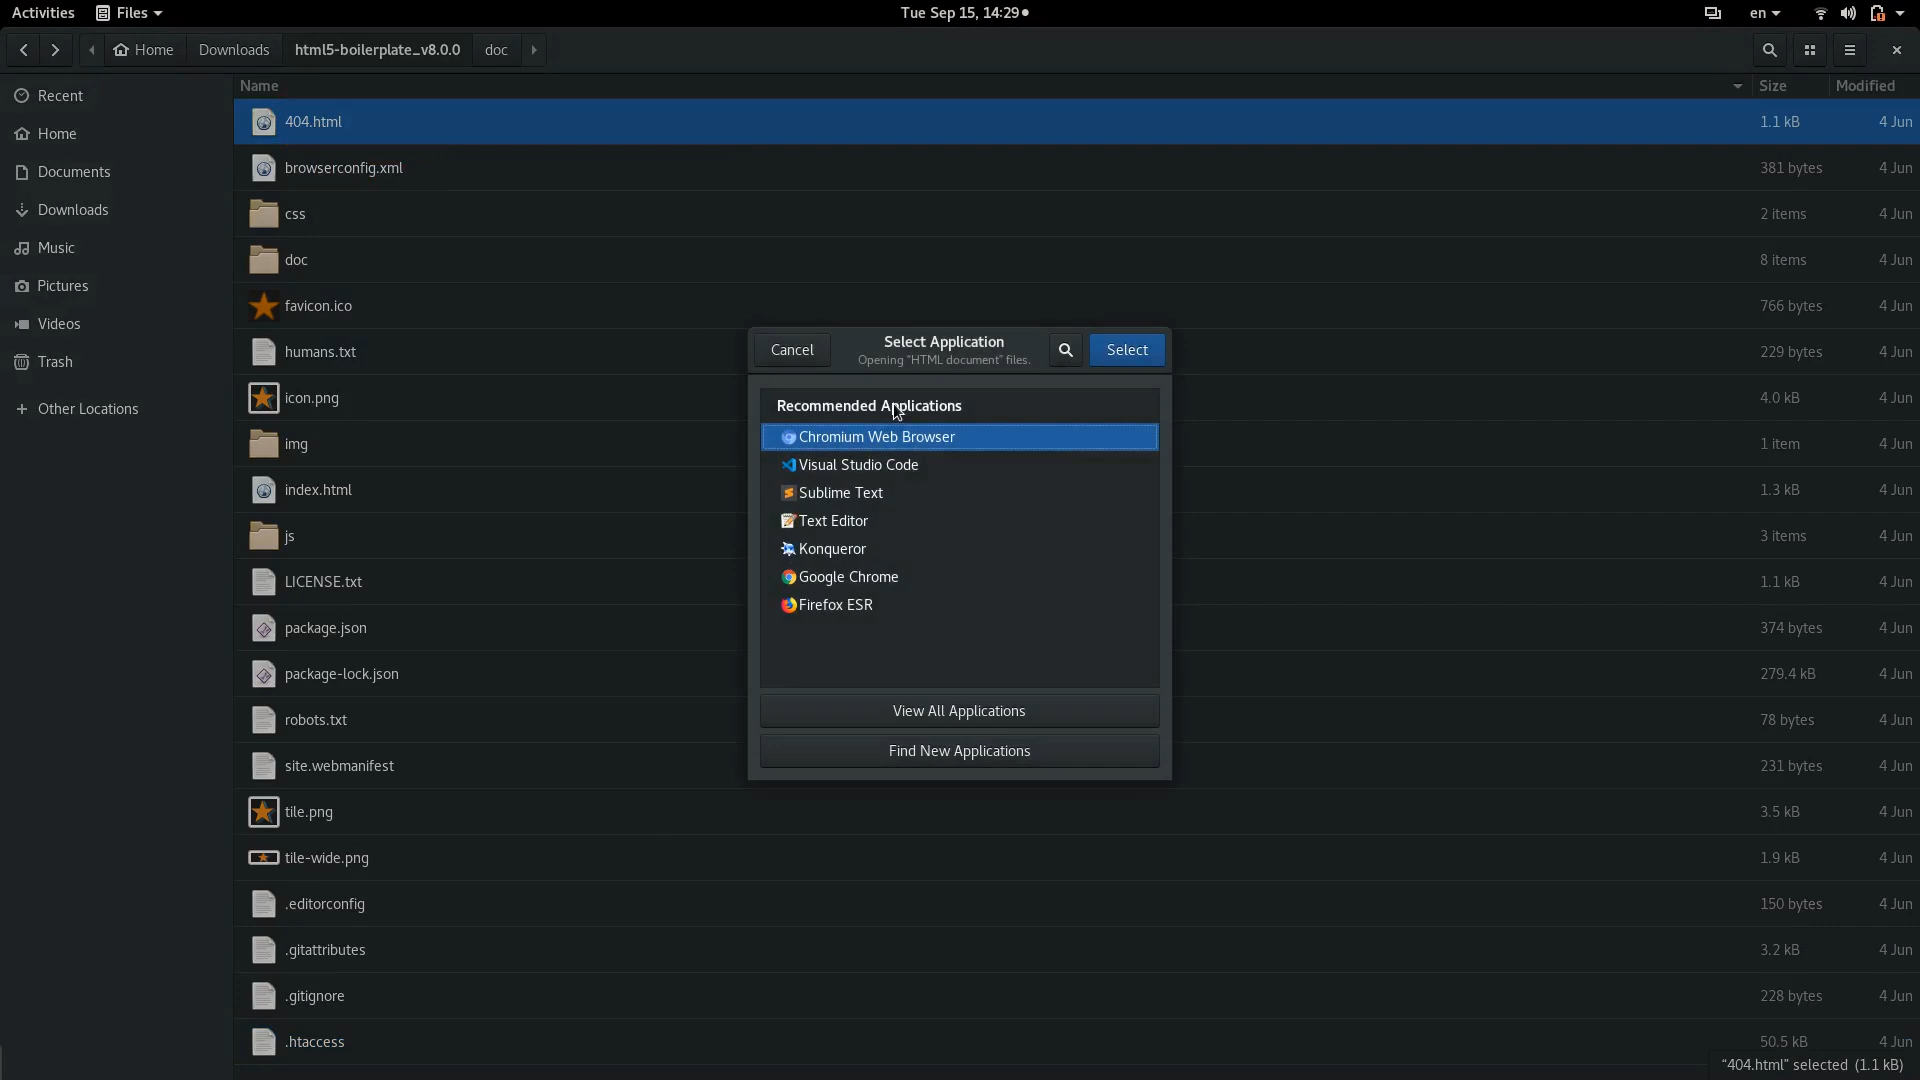 Activities Files Tue Sep 15, 14:29 en
Home Downloads html5-boilerplate_v8.0.0 doc
Name Size Modified
Recent
Home
Documents
Downloads
Music
Pictures
Videos
Trash
+ Other Locations
404.html 1.1 kB 4 Jun
browserconfig.xml 381 bytes 4 Jun
css 2 items 4 Jun
doc 8 items 4 Jun
favicon.ico 766 bytes 4 Jun
humans.txt 229 bytes 4 Jun
icon.png 4.0 kB 4 Jun
img 1 item 4 Jun
index.html 1.3 kB 4 Jun
js 3 items 4 Jun
LICENSE.txt 1.1 kB 4 Jun
package.json 374 bytes 4 Jun
package-lock.json 279.4 kB 4 Jun
robots.txt 78 bytes 4 Jun
site.webmanifest 231 bytes 4 Jun
tile.png 3.5 kB 4 Jun
tile-wide.png 1.9 kB 4 Jun
.editorconfig 150 bytes 4 Jun
.gitattributes 3.2 kB 4 Jun
.gitignore 228 bytes 4 Jun
.htaccess 50.5 kB 4 Jun
"404.html" selected (1.1 kB)
Cancel Select Application Select
Opening "HTML document" files.
Recommended Applications
Chromium Web Browser
Visual Studio Code
Sublime Text
Text Editor
Konqueror
Google Chrome
Firefox ESR
View All Applications
Find New Applications